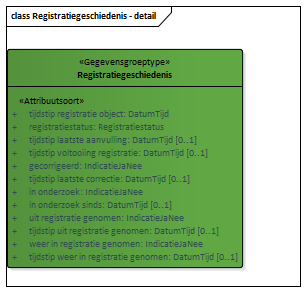 class Registratiegeschiedenis - detail
«Gegevensgroeptype»
Registratiegeschiedenis
«Attribuutsoort»
+ tijdstip registratie object: DatumTijd
+ registratiestatus: Registratiestatus
+ tijdstip laatste aanvulling: DatumTijd [0..1]
+ tijdstip voltooiing registratie: DatumTijd [0..1]
+ gecorrigeerd: IndicatieJaNee
+ tijdstip laatste correctie: DatumTijd [0..1]
+ in onderzoek: IndicatieJaNee
+ in onderzoek sinds: DatumTijd [0..1]
+ uit registratie genomen: IndicatieJaNee
+ tijdstip uit registratie genomen: DatumTijd [0..1]
+ weer in registratie genomen: IndicatieJaNee
+ tijdstip weer in registratie genomen: DatumTijd [0..1]